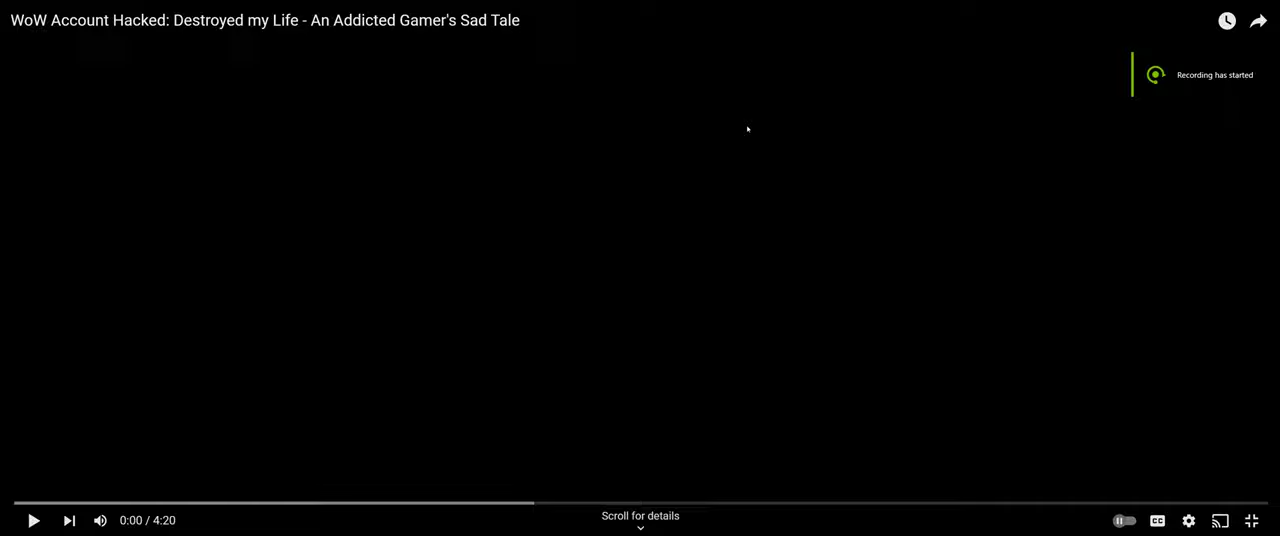 WoW Account Hacked: Destroyed my Life - An Addicted Gamer's Sad Tale
Recording has started
Scroll for details
0:00 / 4:20
CC